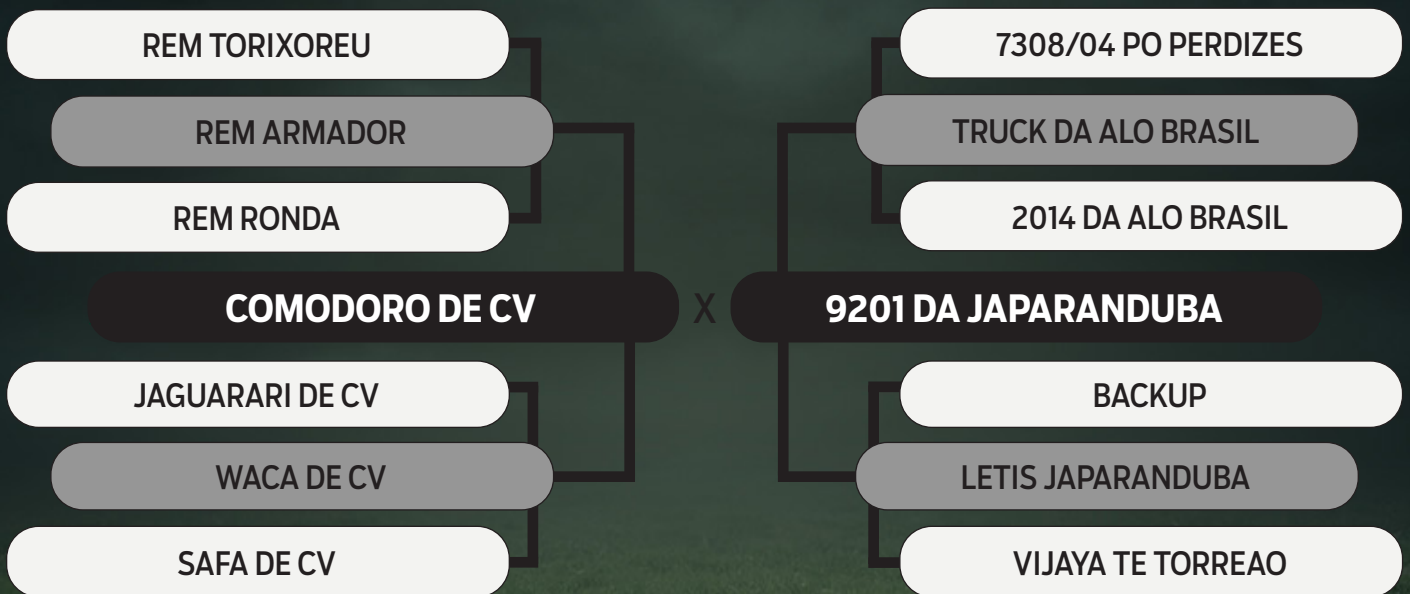 REM TORIXOREU
REM ARMADOR
REM RONDA
COMODORO DE CV
JAGUARARI DE CV
WACA DE CV
SAFA DE CV
X
7308/04 PO PERDIZES
TRUCK DA ALO BRASIL
2014 DA ALO BRASIL
9201 DA JAPARANDUBA
BACKUP
LETIS JAPARANDUBA
VIJAYA TE TORREAO